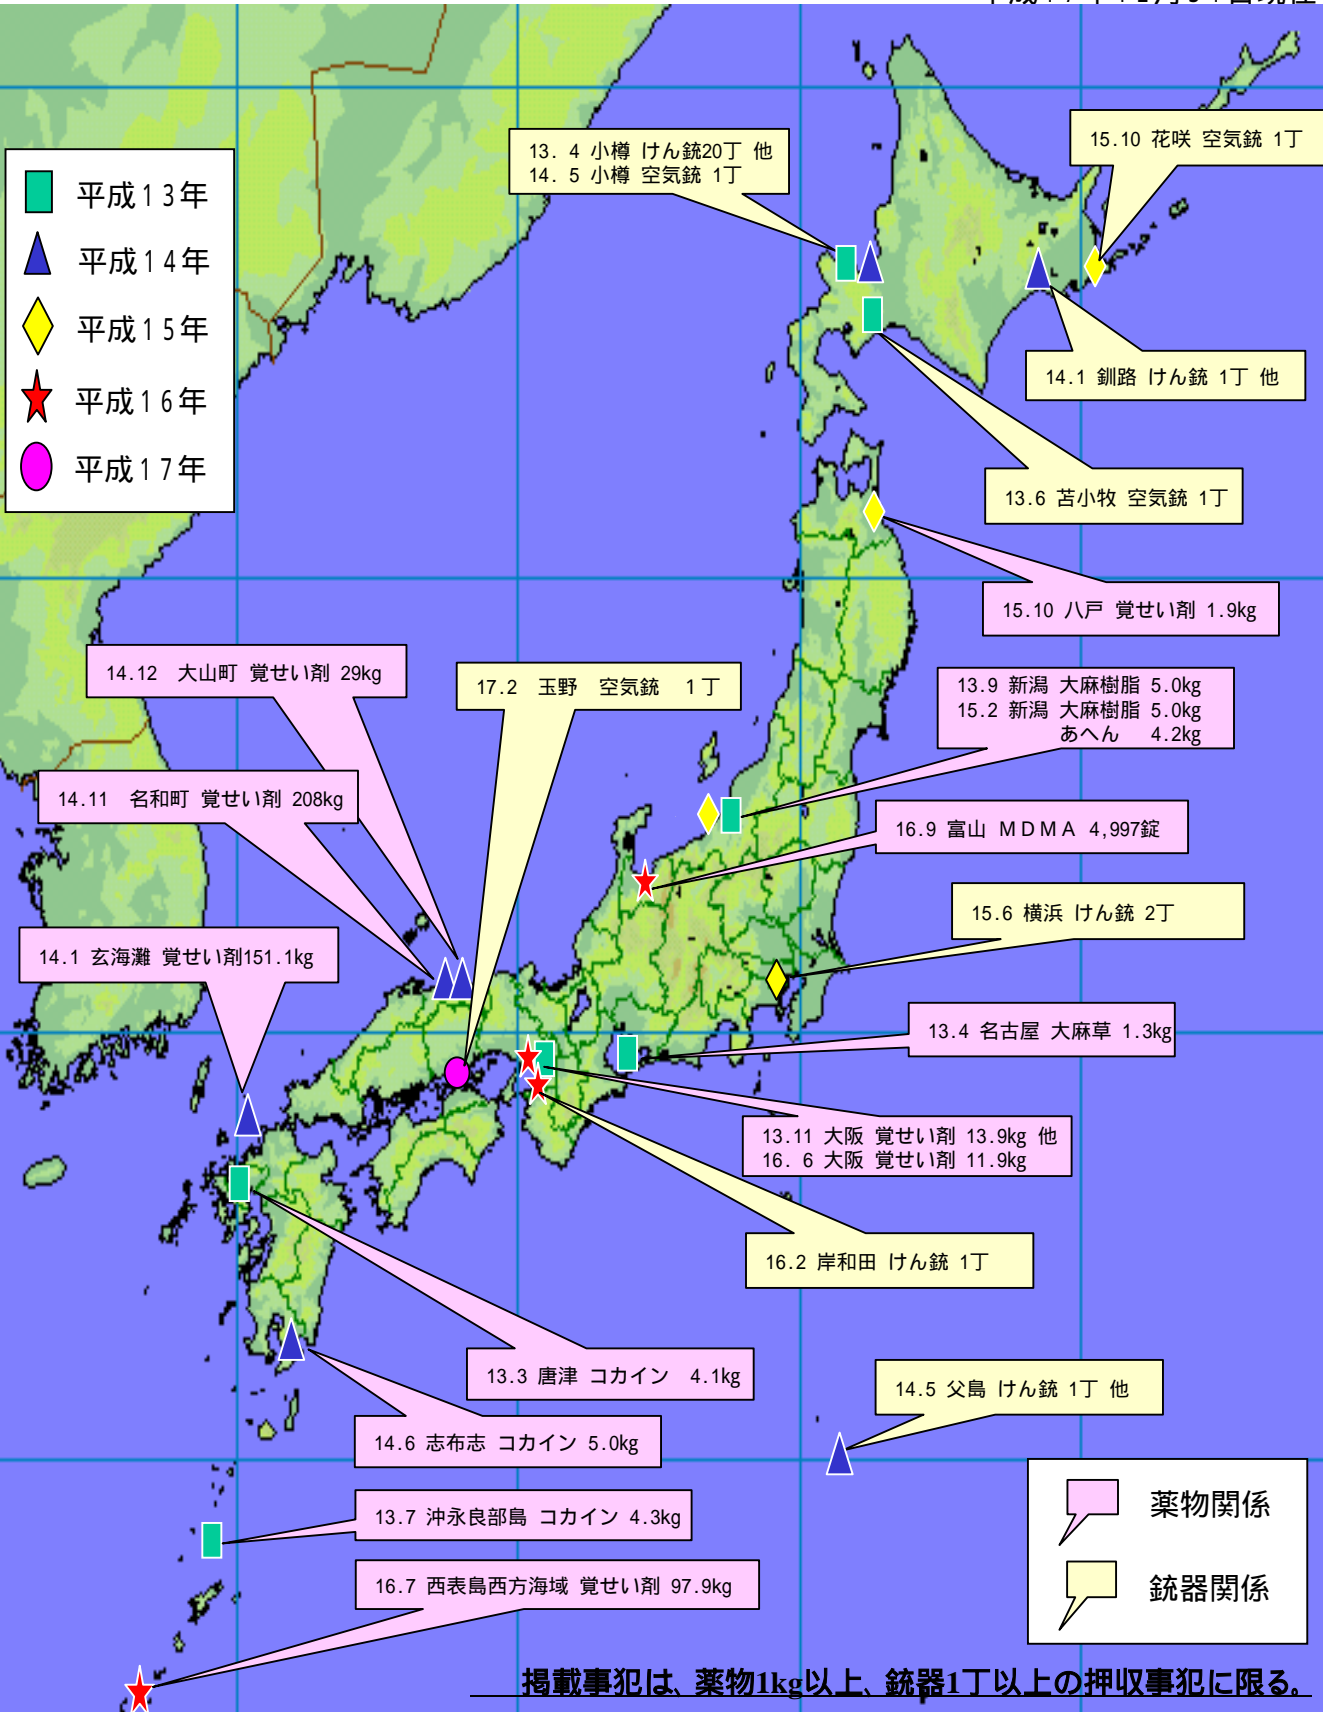 平成13年
平成14年
平成15年
平成16年
平成17年
13. 4 小樽 けん銃20丁 他
14. 5 小樽 空気銃 1丁
15.10 花咲 空気銃 1丁
14.1 釧路 けん銃 1丁 他
13.6 苫小牧 空気銃 1丁
15.10 八戸 覚せい剤 1.9kg
14.12 大山町 覚せい剤 29kg
17.2 玉野 空気銃 1丁
13.9 新潟 大麻樹脂 5.0kg
15.2 新潟 大麻樹脂 5.0kg
あへん 4.2kg
14.11 名和町 覚せい剤 208kg
16.9 富山 MDMA 4,997錠
15.6 横浜 けん銃 2丁
14.1 玄海灘 覚せい剤151.1kg
13.4 名古屋 大麻草 1.3kg
13.11 大阪 覚せい剤 13.9kg 他
16. 6 大阪 覚せい剤 11.9kg
16.2 岸和田 けん銃 1丁
13.3 唐津 コカイン 4.1kg
14.5 父島 けん銃 1丁 他
14.6 志布志 コカイン 5.0kg
13.7 沖永良部島 コカイン 4.3kg
16.7 西表島西方海域 覚せい剤 97.9kg
薬物関係
銃器関係
掲載事犯は、薬物1kg以上、銃器1丁以上の押収事犯に限る。